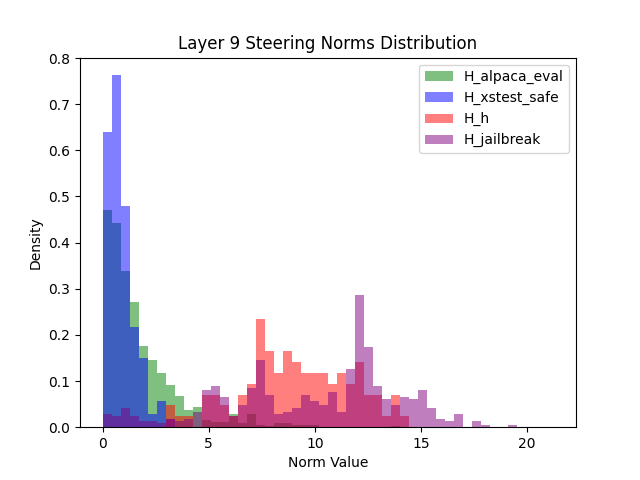 Layer 9 Steering Norms Distribution
H_alpaca_eval
H_xstest_safe
H_h
H_jailbreak
Density
0.8
0.7
0.6
0.5
0.4
0.3
0.2
0.1
0.0
0 5 10 15 20
Norm Value